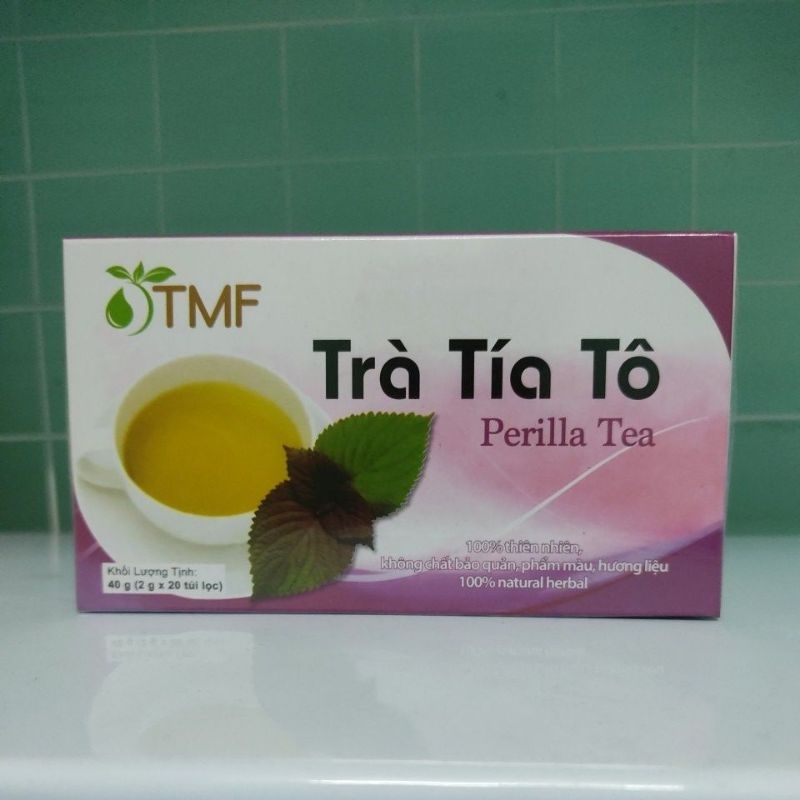 TMF
Trà Tía Tô
Perilla Tea
100% thiên nhiên,
không chất bảo quản, phẩm màu, hương liệu
100% natural herbal
Khối Lượng Tịnh:
40 g (2 g x 20 túi lọc)